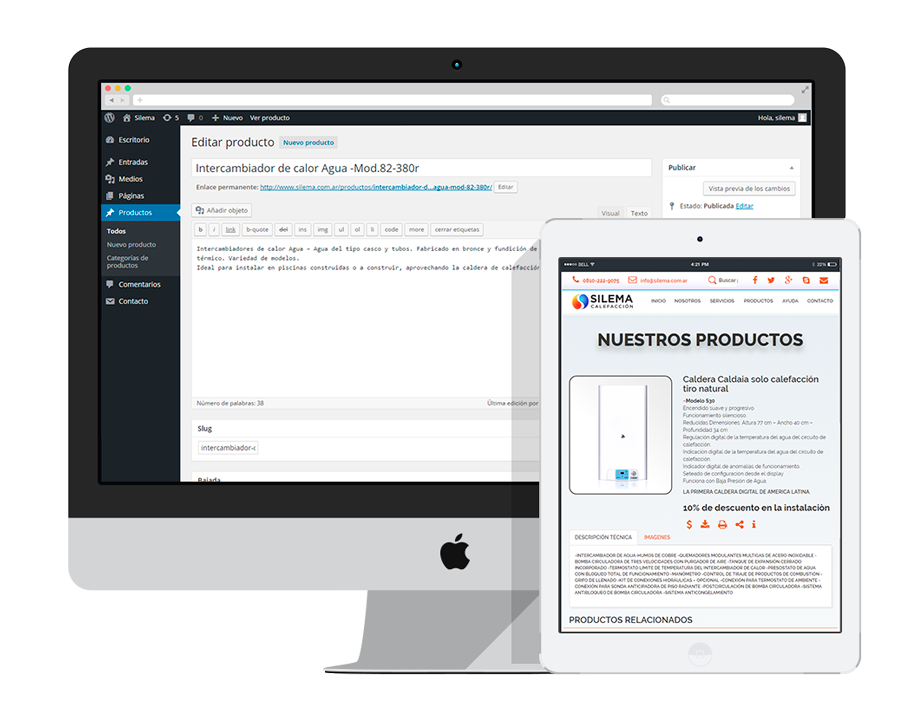 Silema 5 0 Nuevo Ver producto
Hola, silema
Escritorio
Entradas
Medios
Páginas
Productos
Todos
Nuevo producto
Categorías de
productos
Comentarios
Contacto
Editar producto Nuevo producto
Intercambiador de calor Agua -Mod.82-380r
Enlace permanente: http://www.silema.com.ar/productos/intercambiador-d...agua-mod-82-380r/ Editar
Añadir objeto
Visual Texto
b i link b-quote del ins img ul ol li code more cerrar etiquetas
Intercambiadores de calor Agua – Agua del tipo casco y tubos. Fabricado en bronce y fundición de
térmico. Variedad de modelos.
Ideal para instalar en piscinas construidas o a construir, aprovechando la caldera de calefacción
Número de palabras: 38
Última edición por
Slug
intercambiador-c
Bajada
Publicar
Vista previa de los cambios
Estado: Publicada Editar
BELL 4:21 PM 22%
0810-222-9075 info@silema.com.ar Buscar
SILEMA
CALEFACCIÓN
INICIO NOSOTROS SERVICIOS PRODUCTOS AYUDA CONTACTO
NUESTROS PRODUCTOS
Caldera Caldaia solo calefacción
tiro natural
-Modelo S30
Encendido suave y progresivo
Funcionamiento silencioso
Reducidas Dimensiones. Altura 77 cm – Ancho 40 cm –
Profundidad 34 cm
Regulación digital de la temperatura del agua del circuito de
calefacción
Indicación digital de la temperatura del agua del circuito de
calefacción
Indicador digital de anomalías de funcionamiento
Seteado de configuración desde el display
Funciona con Baja Presión de Agua
LA PRIMERA CALDERA DIGITAL DE AMERICA LATINA.
10% de descuento en la instalaciòn
DESCRIPCIÓN TÉCNICA IMAGENES
-INTERCAMBIADOR DE AGUA-HUMOS DE COBRE -QUEMADORES MODULANTES MULTIGAS DE ACERO INOXIDABLE -
BOMBA CIRCULADORA DE TRES VELOCIDADES CON PURGADOR DE AIRE -TANQUE DE EXPANSIÓN CERRADO
INCORPORADO -TERMOSTATO LIMITE DE TEMPERATURA DEL INTERCAMBIADOR DE CALOR -PRESOSTATO DE AGUA
CON BLOQUEO TOTAL DE FUNCIONAMIENTO -MANOMETRO -CONTROL DE TIRAJE DE PRODUCTOS DE COMBUSTIÓN -
GRIFO DE LLENADO -KIT DE CONEXIONES HIDRÁULICAS – OPCIONAL -CONEXIÓN PARA TERMOSTATO DE AMBIENTE -
CONEXIÓN PARA SONDA ANTICIPADORA DE PISO RADIANTE -POSTCIRCULACIÓN DE BOMBA CIRCULADORA -SISTEMA
ANTIBLOQUEO DE BOMBA CIRCULADORA -SISTEMA ANTICONGELAMIENTO
PRODUCTOS RELACIONADOS